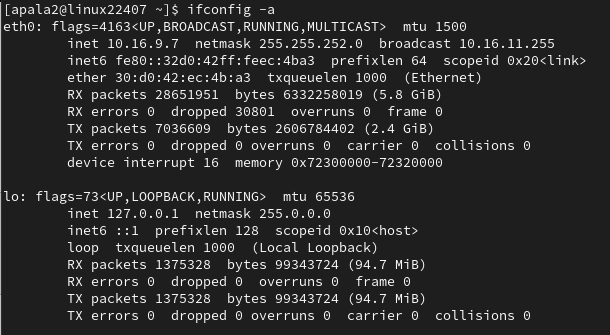 [apala2@linux22407 ~]$ ifconfig -a
eth0: flags=4163<UP,BROADCAST,RUNNING,MULTICAST>  mtu 1500
        inet 10.16.9.7  netmask 255.255.252.0  broadcast 10.16.11.255
        inet6 fe80::32d0:42ff:feec:4ba3  prefixlen 64  scopeid 0x20<link>
        ether 30:d0:42:ec:4b:a3  txqueuelen 1000  (Ethernet)
        RX packets 28651951  bytes 6332258019 (5.8 GiB)
        RX errors 0  dropped 30801  overruns 0  frame 0
        TX packets 7036609  bytes 2606784402 (2.4 GiB)
        TX errors 0  dropped 0 overruns 0  carrier 0  collisions 0
        device interrupt 16  memory 0x72300000-72320000

lo: flags=73<UP,LOOPBACK,RUNNING>  mtu 65536
        inet 127.0.0.1  netmask 255.0.0.0
        inet6 ::1  prefixlen 128  scopeid 0x10<host>
        loop  txqueuelen 1000  (Local Loopback)
        RX packets 1375328  bytes 99343724 (94.7 MiB)
        RX errors 0  dropped 0  overruns 0  frame 0
        TX packets 1375328  bytes 99343724 (94.7 MiB)
        TX errors 0  dropped 0 overruns 0  carrier 0  collisions 0